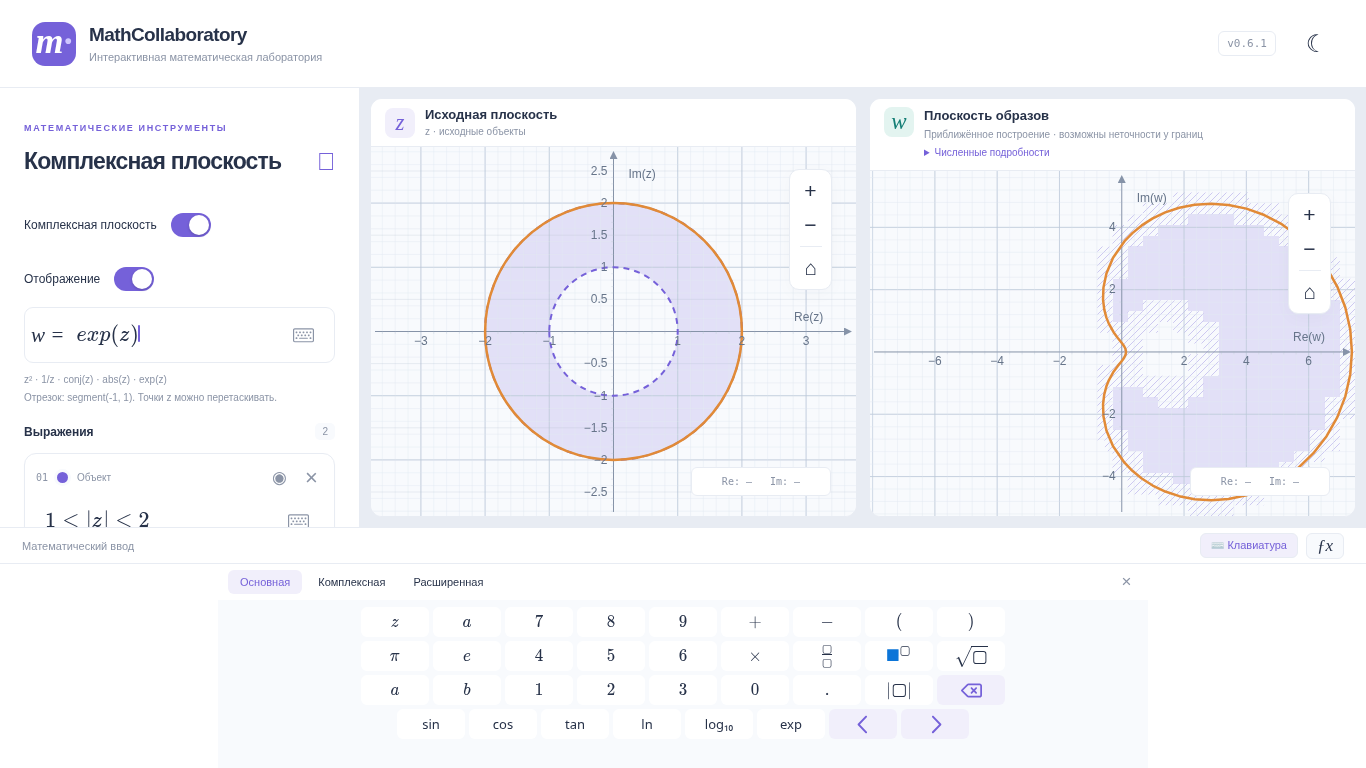 m
MathCollaboratory
Интерактивная математическая лаборатория
v0.6.1
МАТЕМАТИЧЕСКИЕ ИНСТРУМЕНТЫ
Комплексная плоскость
Комплексная плоскость
Отображение
w = exp(z)
z² · 1/z · conj(z) · abs(z) · exp(z)
Отрезок: segment(-1, 1). Точки z можно перетаскивать.
Выражения 2
01 Объект
1 < |z| < 2
z
Исходная плоскость
z · исходные объекты
Im(z)
2.5
2
1.5
1
0.5
−0.5
−1
−1.5
−2
−2.5
−3 −2 −1 1 2 3
Re(z)
+
−
Re: — Im: —
w
Плоскость образов
Приближённое построение · возможны неточности у границ
Численные подробности
Im(w)
4
2
−2
−4
−6 −4 −2 2 4 6
Re(w)
+
−
Re: — Im: —
Математический ввод
Клавиатура
ƒx
Основная Комплексная Расширенная
z a 7 8 9 + − ( )
π e 4 5 6 ×
a b 1 2 3 0 .
sin cos tan ln log₁₀ exp